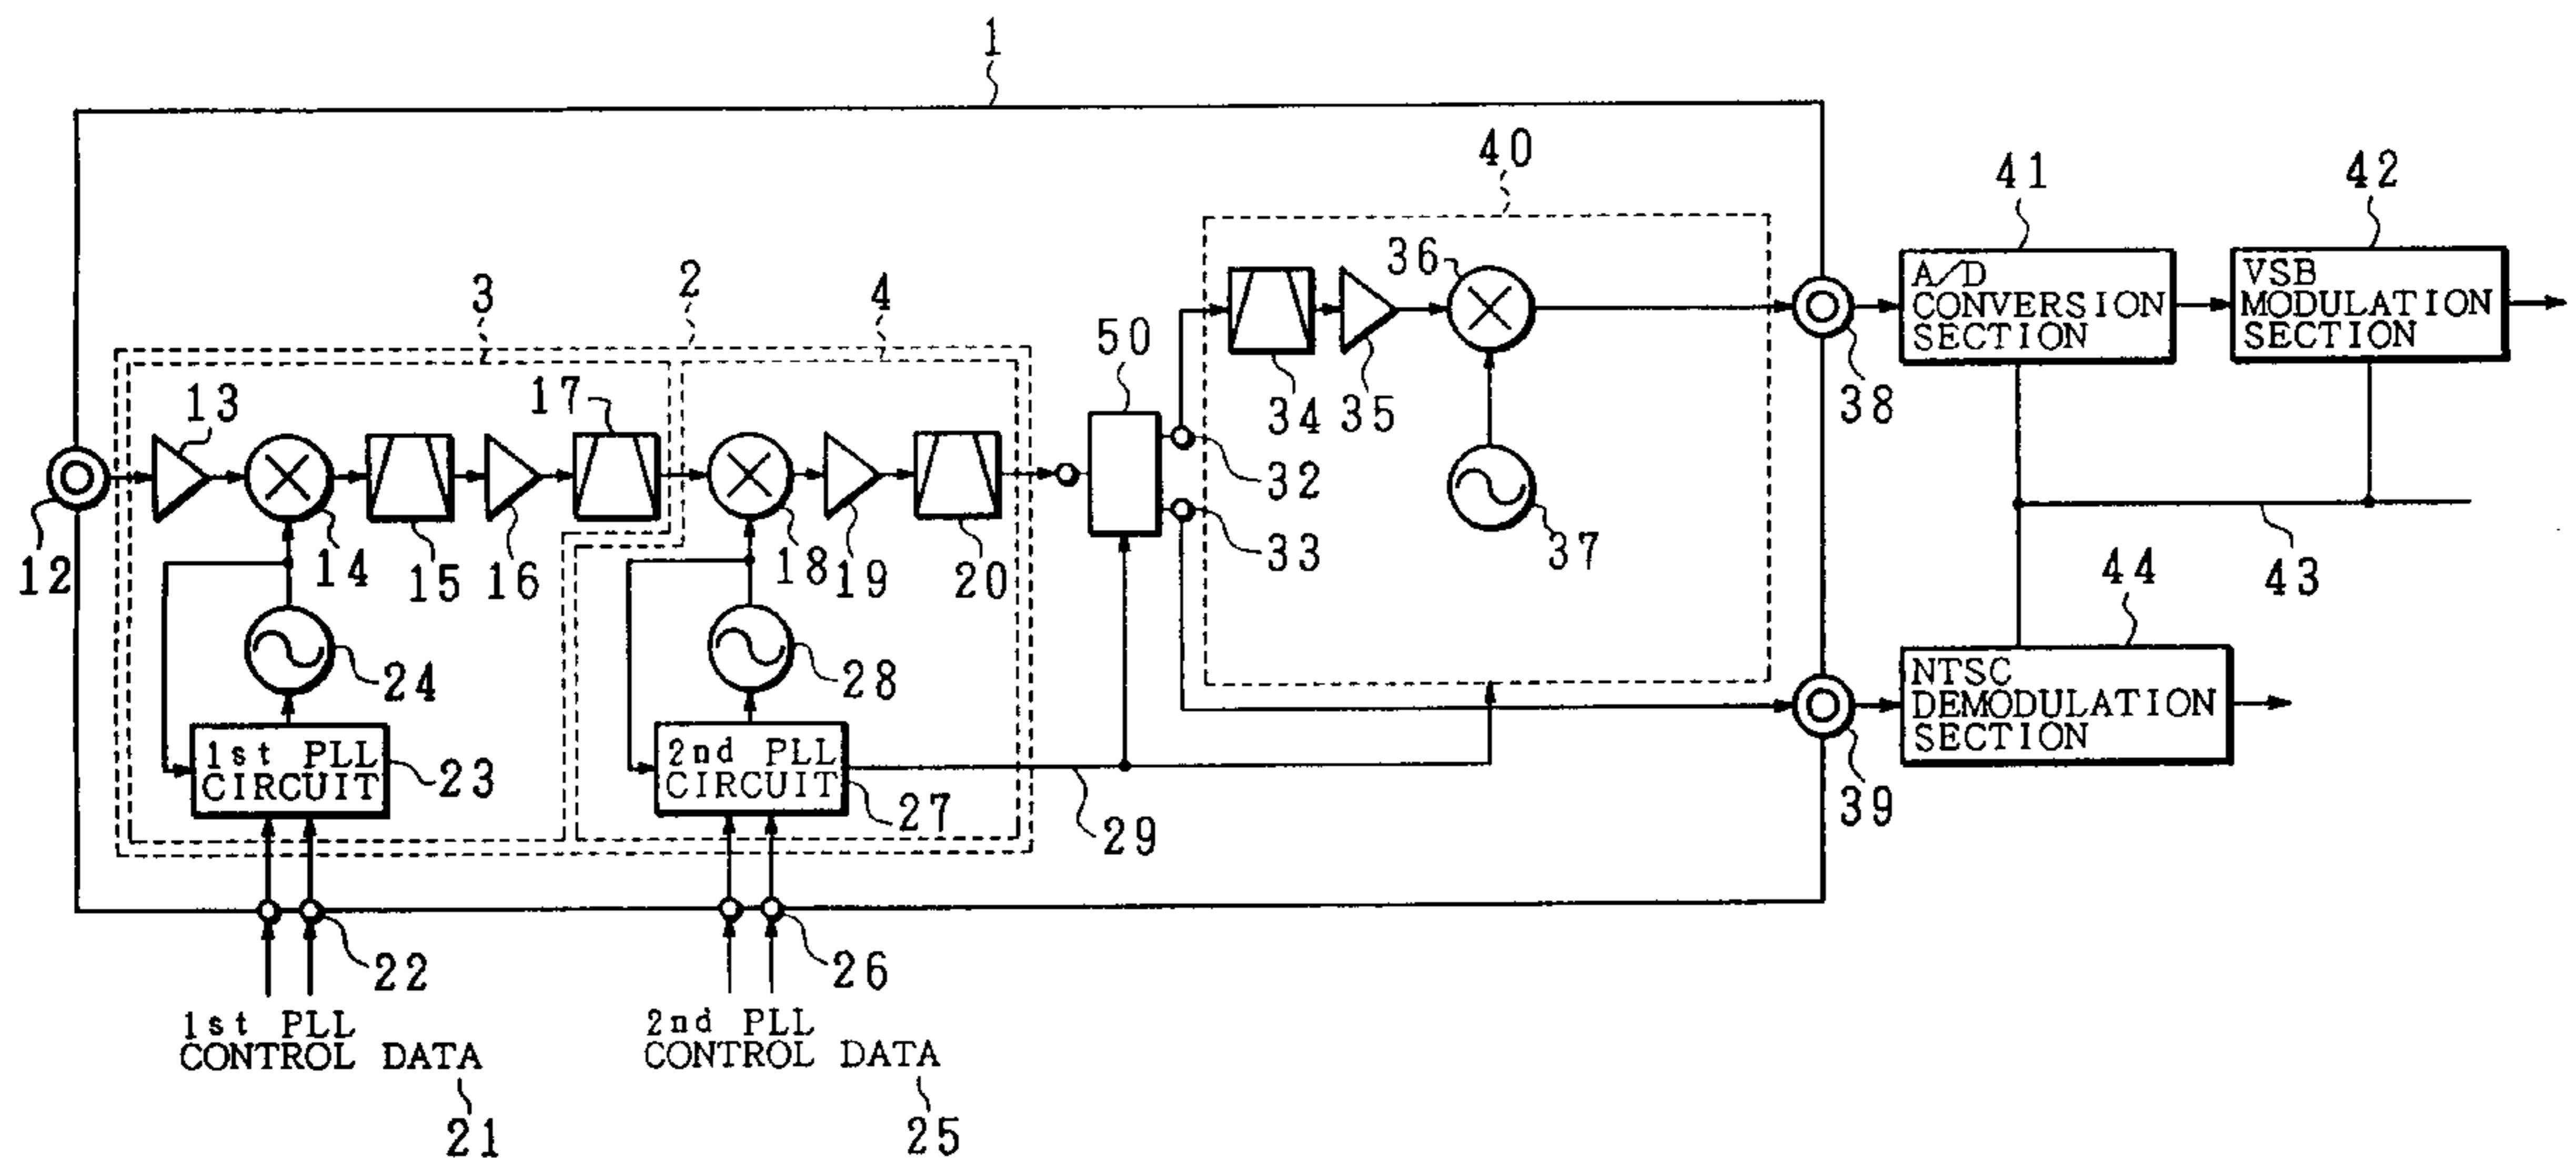 1
40
41
42
A/D
CONVERSION
SECTION
VSB
MODULATION
SECTION
3
2
4
50
36
13
17
34
35
38
32
12
14
15
16
18
19
20
33
37
43
44
24
28
NTSC
DEMODULATION
SECTION
1st PLL
CIRCUIT
23
2nd PLL
CIRCUIT
27
29
39
22
26
1st PLL
CONTROL DATA
2nd PLL
CONTROL DATA
21
25